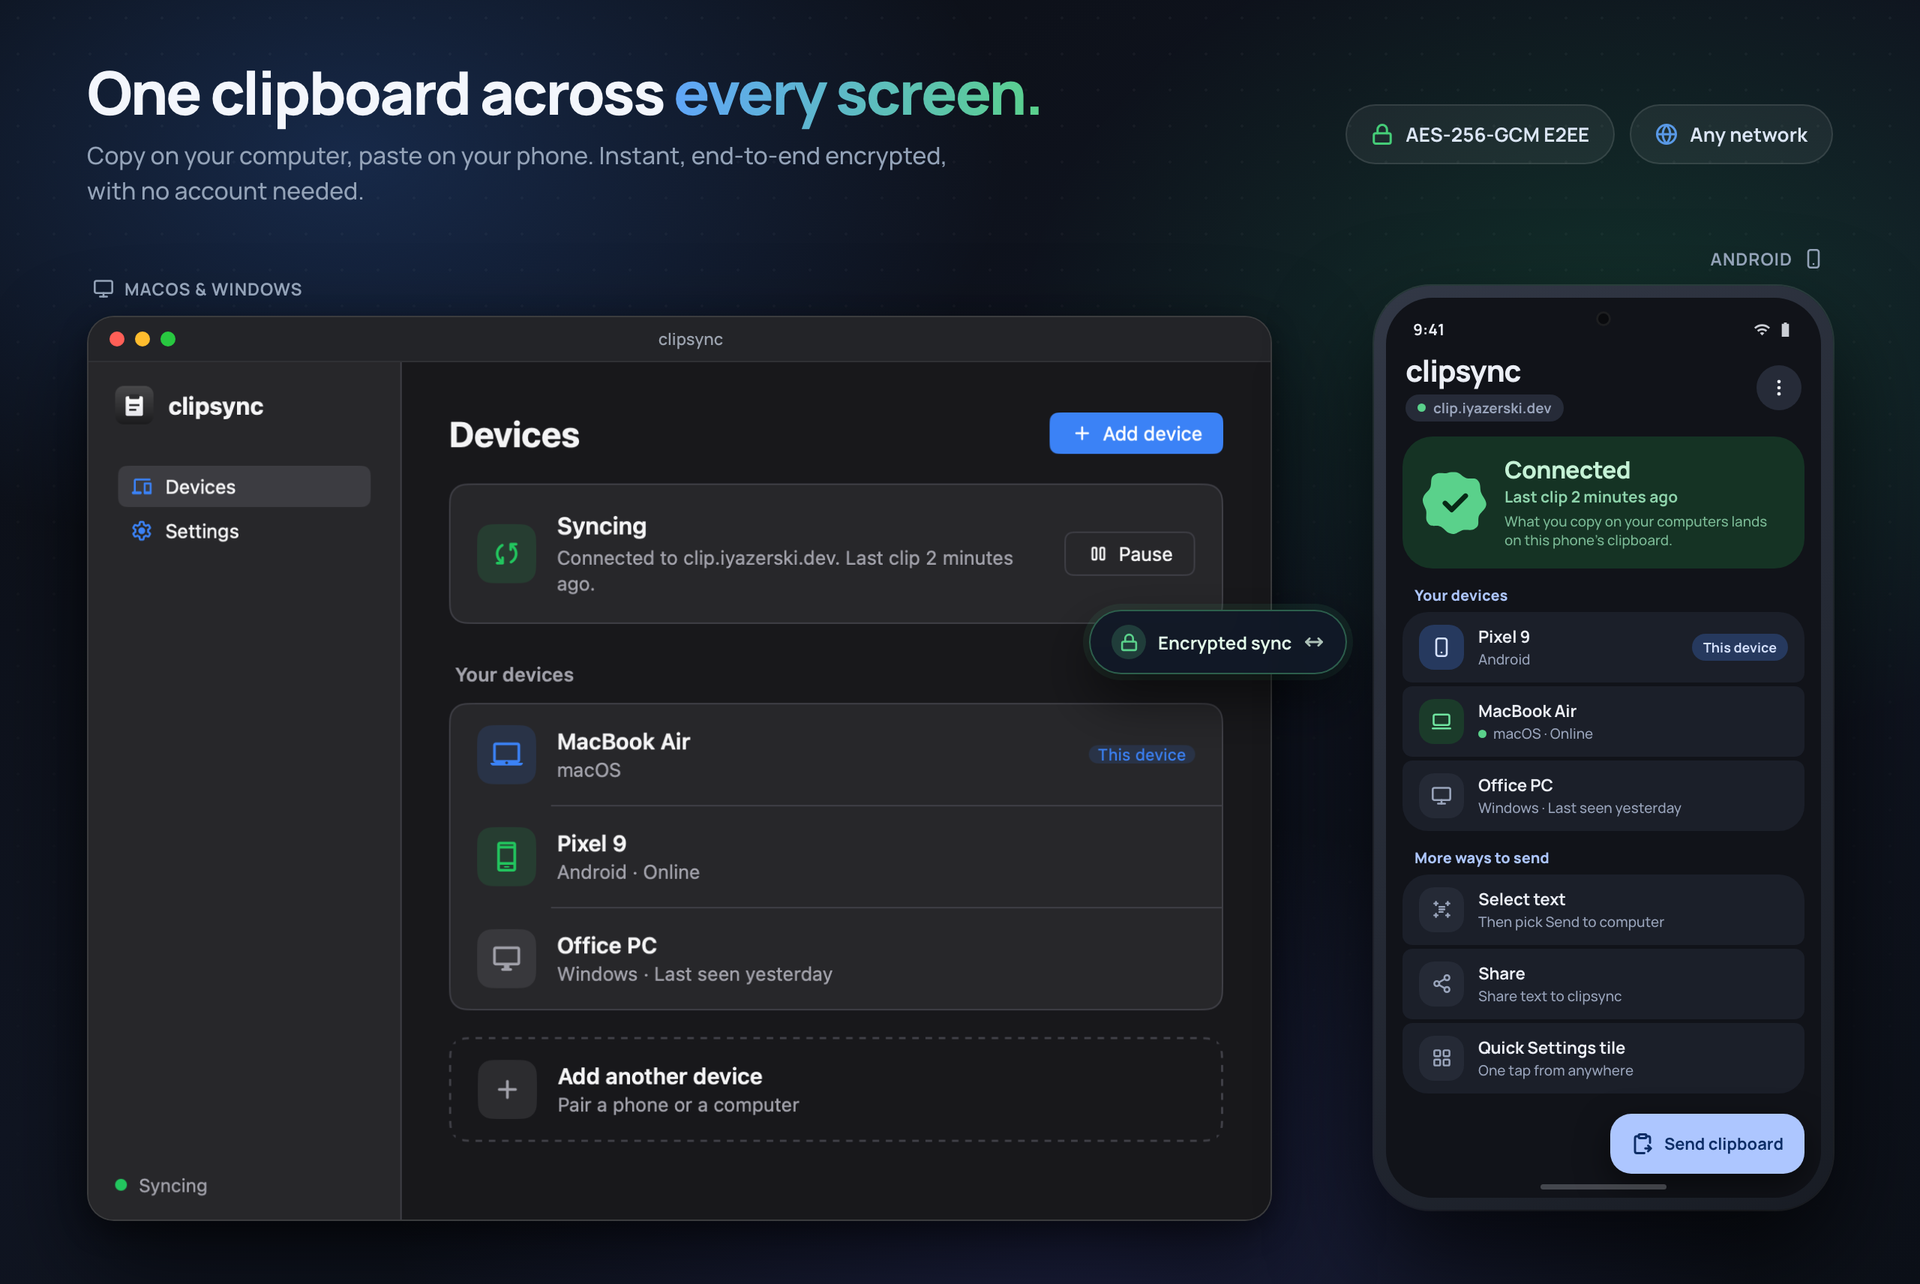 One clipboard across every screen.
Copy on your computer, paste on your phone. Instant, end-to-end encrypted,
with no account needed.
AES-256-GCM E2EE
Any network
MACOS & WINDOWS
clipsync
clipsync
Devices
Settings
Syncing
Devices
Add device
Syncing
Connected to clip.iyazerski.dev. Last clip 2 minutes
ago.
Pause
Encrypted sync
Your devices
MacBook Air
macOS
This device
Pixel 9
Android · Online
Office PC
Windows · Last seen yesterday
Add another device
Pair a phone or a computer
ANDROID
9:41
clipsync
clip.iyazerski.dev
Connected
Last clip 2 minutes ago
What you copy on your computers lands
on this phone's clipboard.
Your devices
Pixel 9
Android
This device
MacBook Air
macOS · Online
Office PC
Windows · Last seen yesterday
More ways to send
Select text
Then pick Send to computer
Share
Share text to clipsync
Quick Settings tile
One tap from anywhere
Send clipboard